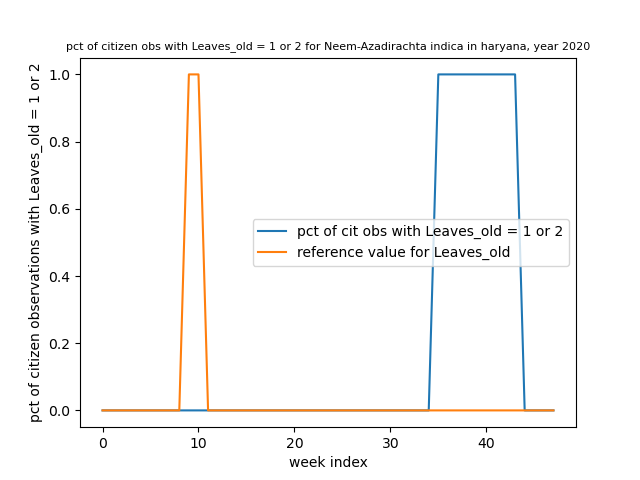 pct of citizen obs with Leaves_old = 1 or 2 for Neem-Azadirachta indica in haryana, year 2020
pct of citizen observations with Leaves_old = 1 or 2
1.0
0.8
0.6
0.4
0.2
0.0
pct of cit obs with Leaves_old = 1 or 2
reference value for Leaves_old
0 10 20 30 40
week index